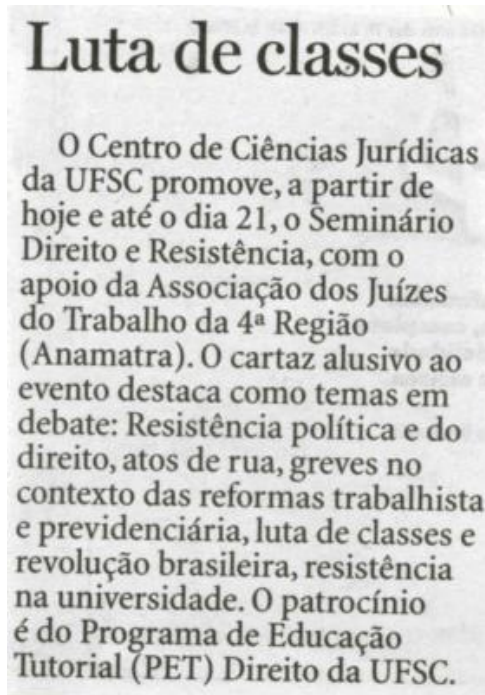 Luta de classes
O Centro de Ciências Jurídicas
da UFSC promove, a partir de
hoje e até o dia 21, o Seminário
Direito e Resistência, com o
apoio da Associação dos Juízes
do Trabalho da 4ª Região
(Anamatra). O cartaz alusivo ao
evento destaca como temas em
debate: Resistência política e do
direito, atos de rua, greves no
contexto das reformas trabalhista
e previdenciária, luta de classes e
revolução brasileira, resistência
na universidade. O patrocínio
é do Programa de Educação
Tutorial (PET) Direito da UFSC.